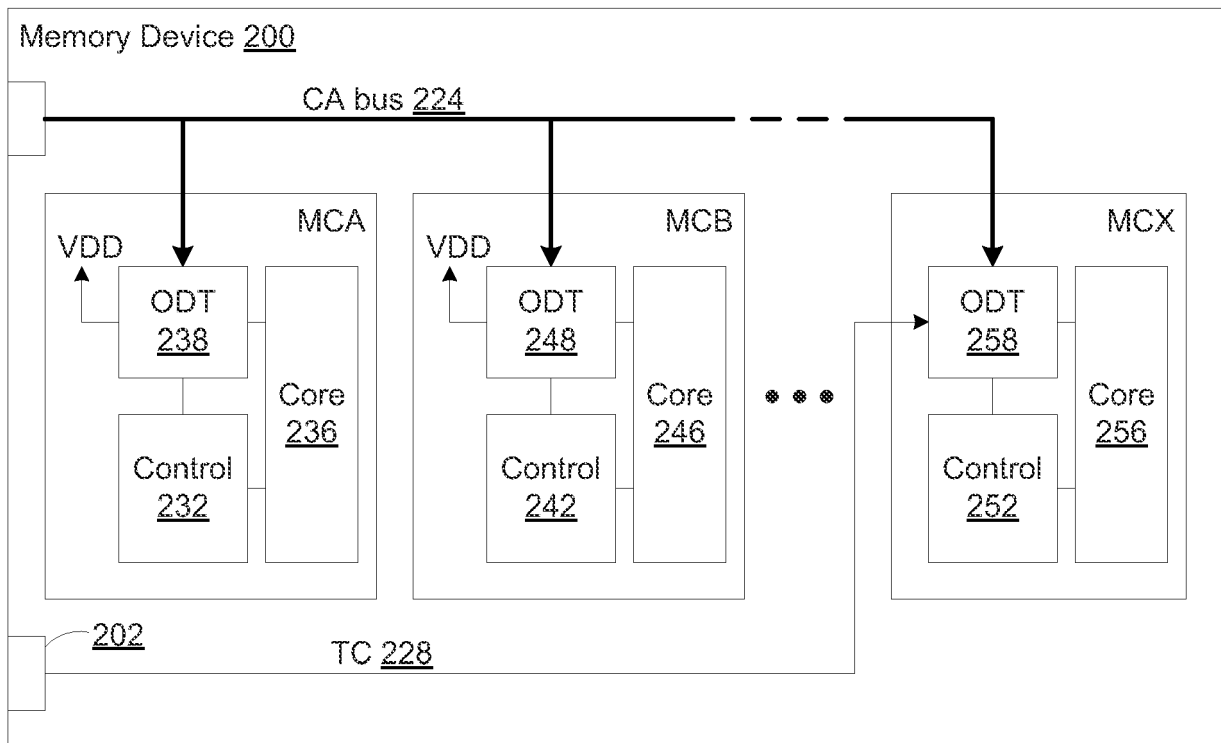 Memory Device 200
CA bus 224
MCA
MCB
MCX
VDD
VDD
ODT
238
ODT
248
ODT
258
Core
236
Core
246
Core
256
Control
232
Control
242
Control
252
202
TC 228